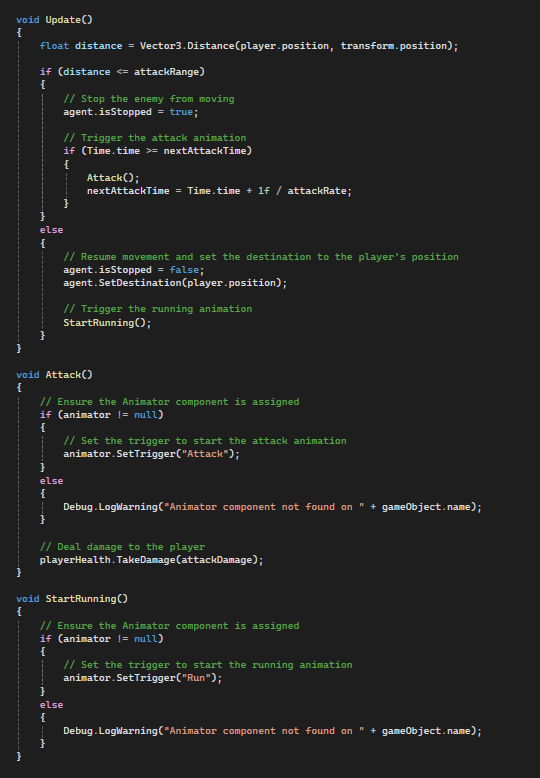 void Update()
{
float distance = Vector3.Distance(player.position, transform.position);
if (distance <= attackRange)
{
// Stop the enemy from moving
agent.isStopped = true;
// Trigger the attack animation
if (Time.time >= nextAttackTime)
{
Attack();
nextAttackTime = Time.time + 1f / attackRate;
}
}
else
{
// Resume movement and set the destination to the player's position
agent.isStopped = false;
agent.SetDestination(player.position);
// Trigger the running animation
StartRunning();
}
}
void Attack()
{
// Ensure the Animator component is assigned
if (animator != null)
{
// Set the trigger to start the attack animation
animator.SetTrigger("Attack");
}
else
{
Debug.LogWarning("Animator component not found on " + gameObject.name);
}
// Deal damage to the player
playerHealth.TakeDamage(attackDamage);
}
void StartRunning()
{
// Ensure the Animator component is assigned
if (animator != null)
{
// Set the trigger to start the running animation
animator.SetTrigger("Run");
}
else
{
Debug.LogWarning("Animator component not found on " + gameObject.name);
}
}